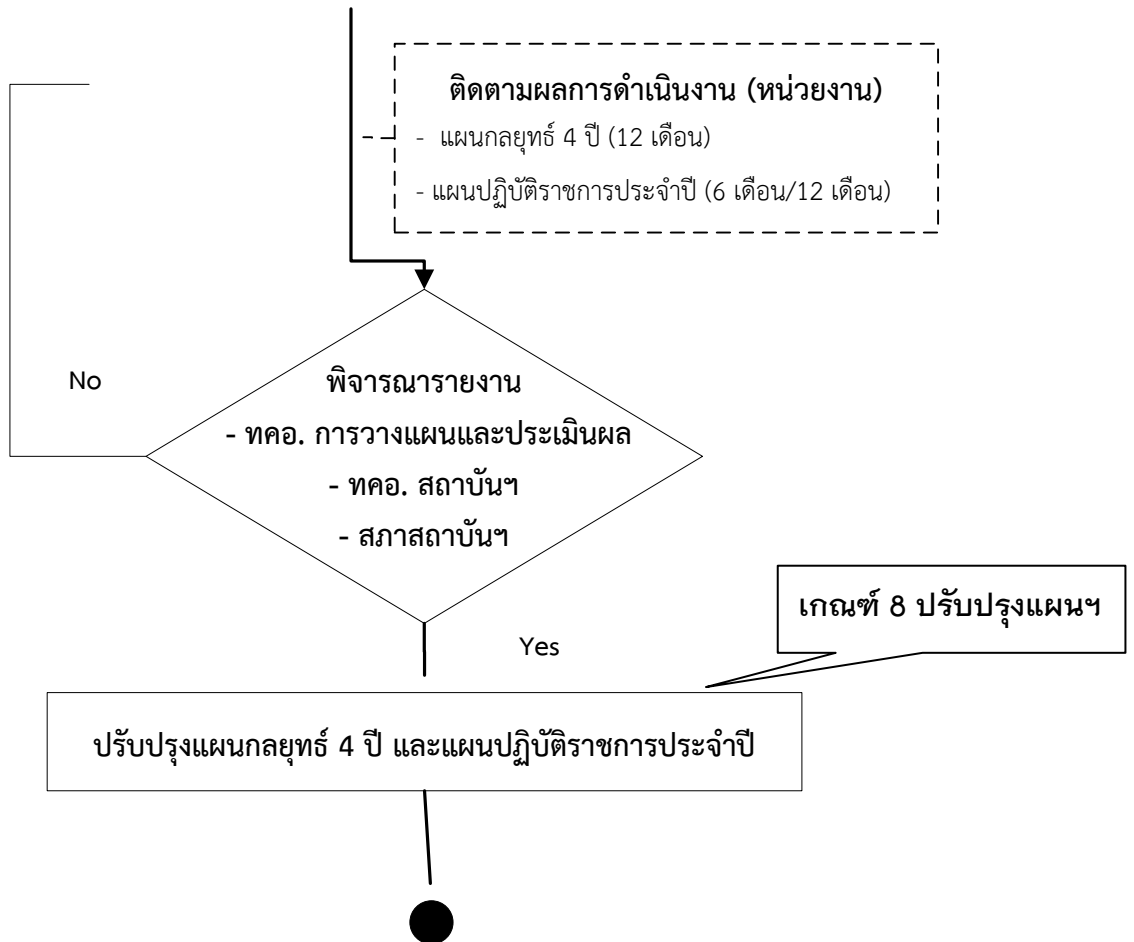 ติดตามผลการดำเนินงาน (หน่วยงาน)
- แผนกลยุทธ์ 4 ปี (12 เดือน)
- แผนปฏิบัติราชการประจำปี (6 เดือน/12 เดือน)
No
พิจารณารายงาน
- ทคอ. การวางแผนและประเมินผล
- ทคอ. สถาบันฯ
- สภาสถาบันฯ
เกณฑ์ 8 ปรับปรุงแผนฯ
Yes
ปรับปรุงแผนกลยุทธ์ 4 ปี และแผนปฏิบัติราชการประจำปี